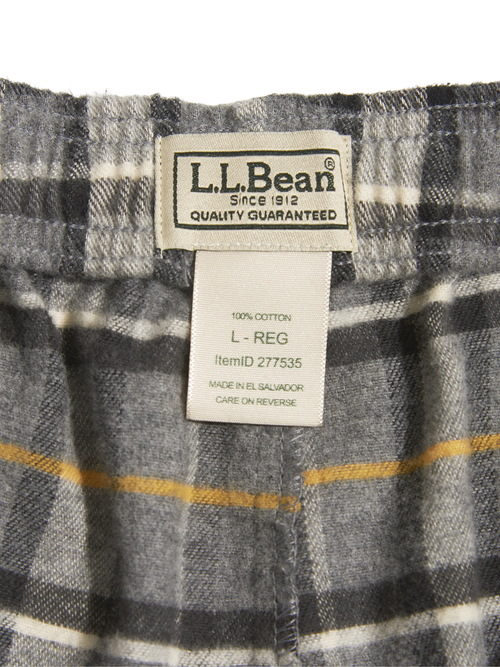 L.L.Bean®
Since 1912
QUALITY GUARANTEED
100% COTTON
L - REG
ItemID 277535
MADE IN EL SALVADOR
CARE ON REVERSE